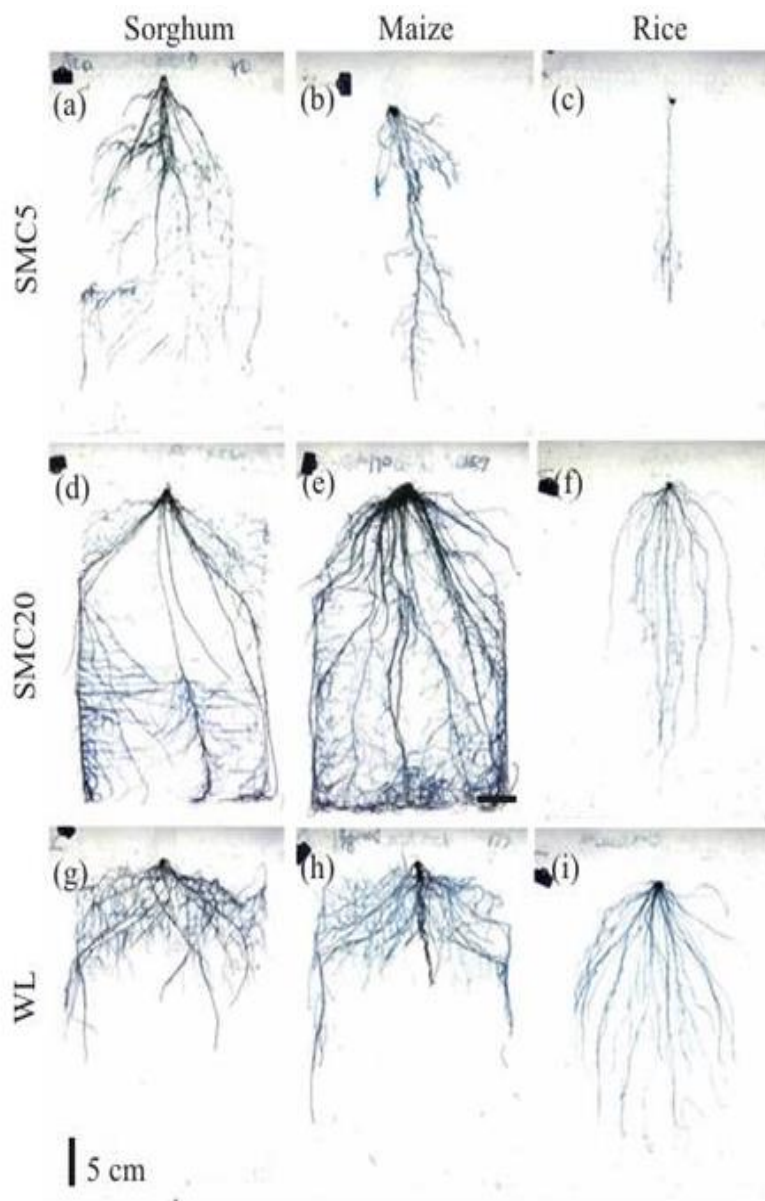 Sorghum Maize Rice
SMC5 (a) (b) (c)
SMC20 (d) (e) (f)
WL (g) (h) (i)
5 cm